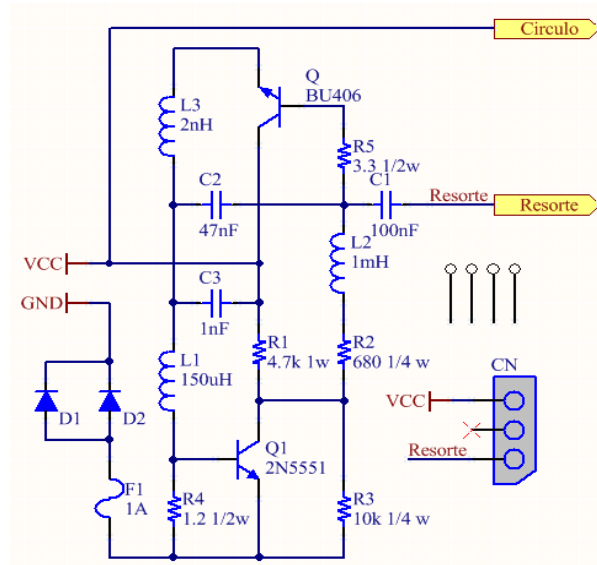 Circulo
Q
BU406
L3
2nH
R5
3.3 1/2w
C2
47nF
C1
100nF
Resorte
Resorte
L2
1mH
VCC
GND
C3
1nF
R1
4.7k 1w
R2
680 1/4 w
L1
150uH
CN
VCC
D1
D2
Q1
2N5551
Resorte
F1
1A
R4
1.2 1/2w
R3
10k 1/4 w